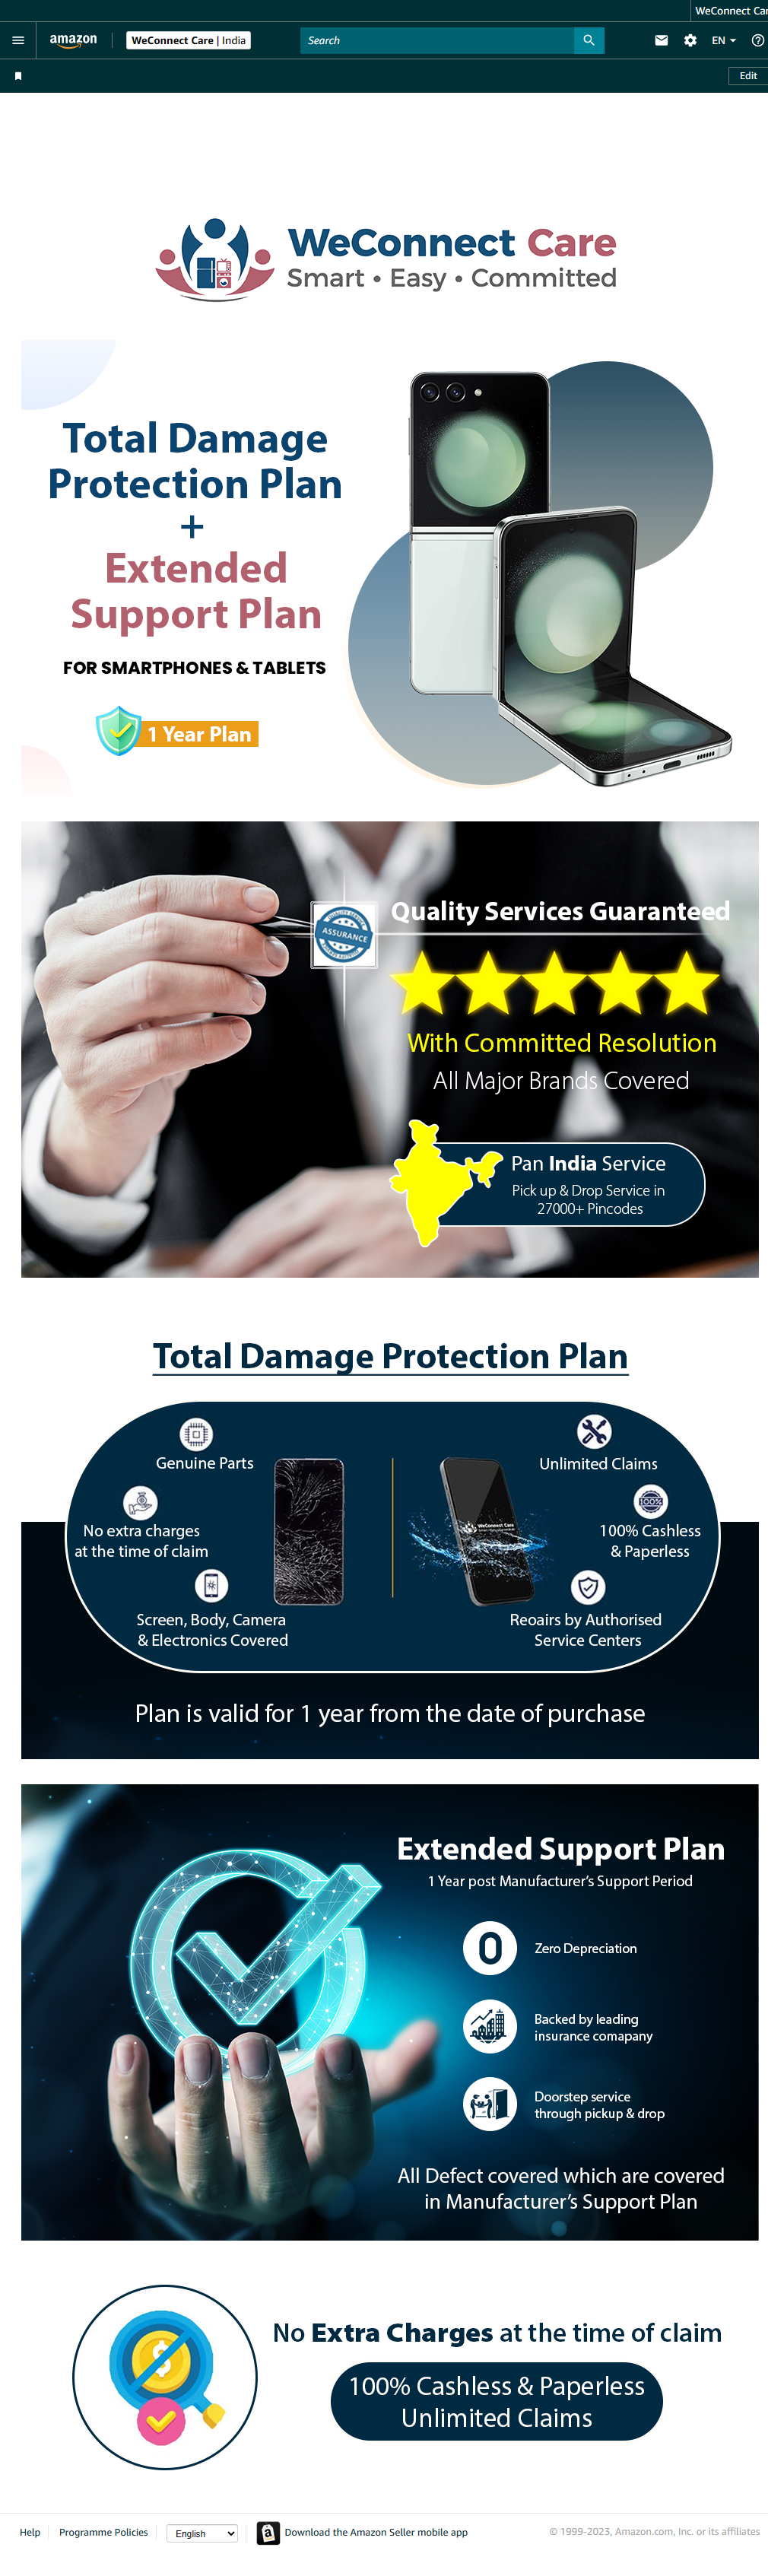 WeConnect Car
amazon
WeConnect Care | India
Search
EN
Edit
WeConnect Care
Smart • Easy • Committed
Total Damage
Protection Plan
+
Extended
Support Plan
FOR SMARTPHONES & TABLETS
1 Year Plan
ASSURANCE
Quality Services Guaranteed
With Committed Resolution
All Major Brands Covered
Pan India Service
Pick up & Drop Service in
27000+ Pincodes
Total Damage Protection Plan
Genuine Parts
Unlimited Claims
No extra charges
at the time of claim
WeConnect Care
100%
100% Cashless
& Paperless
Screen, Body, Camera
& Electronics Covered
Reoairs by Authorised
Service Centers
Plan is valid for 1 year from the date of purchase
Extended Support Plan
1 Year post Manufacturer's Support Period
0
Zero Depreciation
Backed by leading
insurance comapany
Doorstep service
through pickup & drop
All Defect covered which are covered
in Manufacturer's Support Plan
$
No Extra Charges at the time of claim
100% Cashless & Paperless
Unlimited Claims
Help
Programme Policies
English
a
Download the Amazon Seller mobile app
© 1999-2023, Amazon.com, Inc. or its affiliates